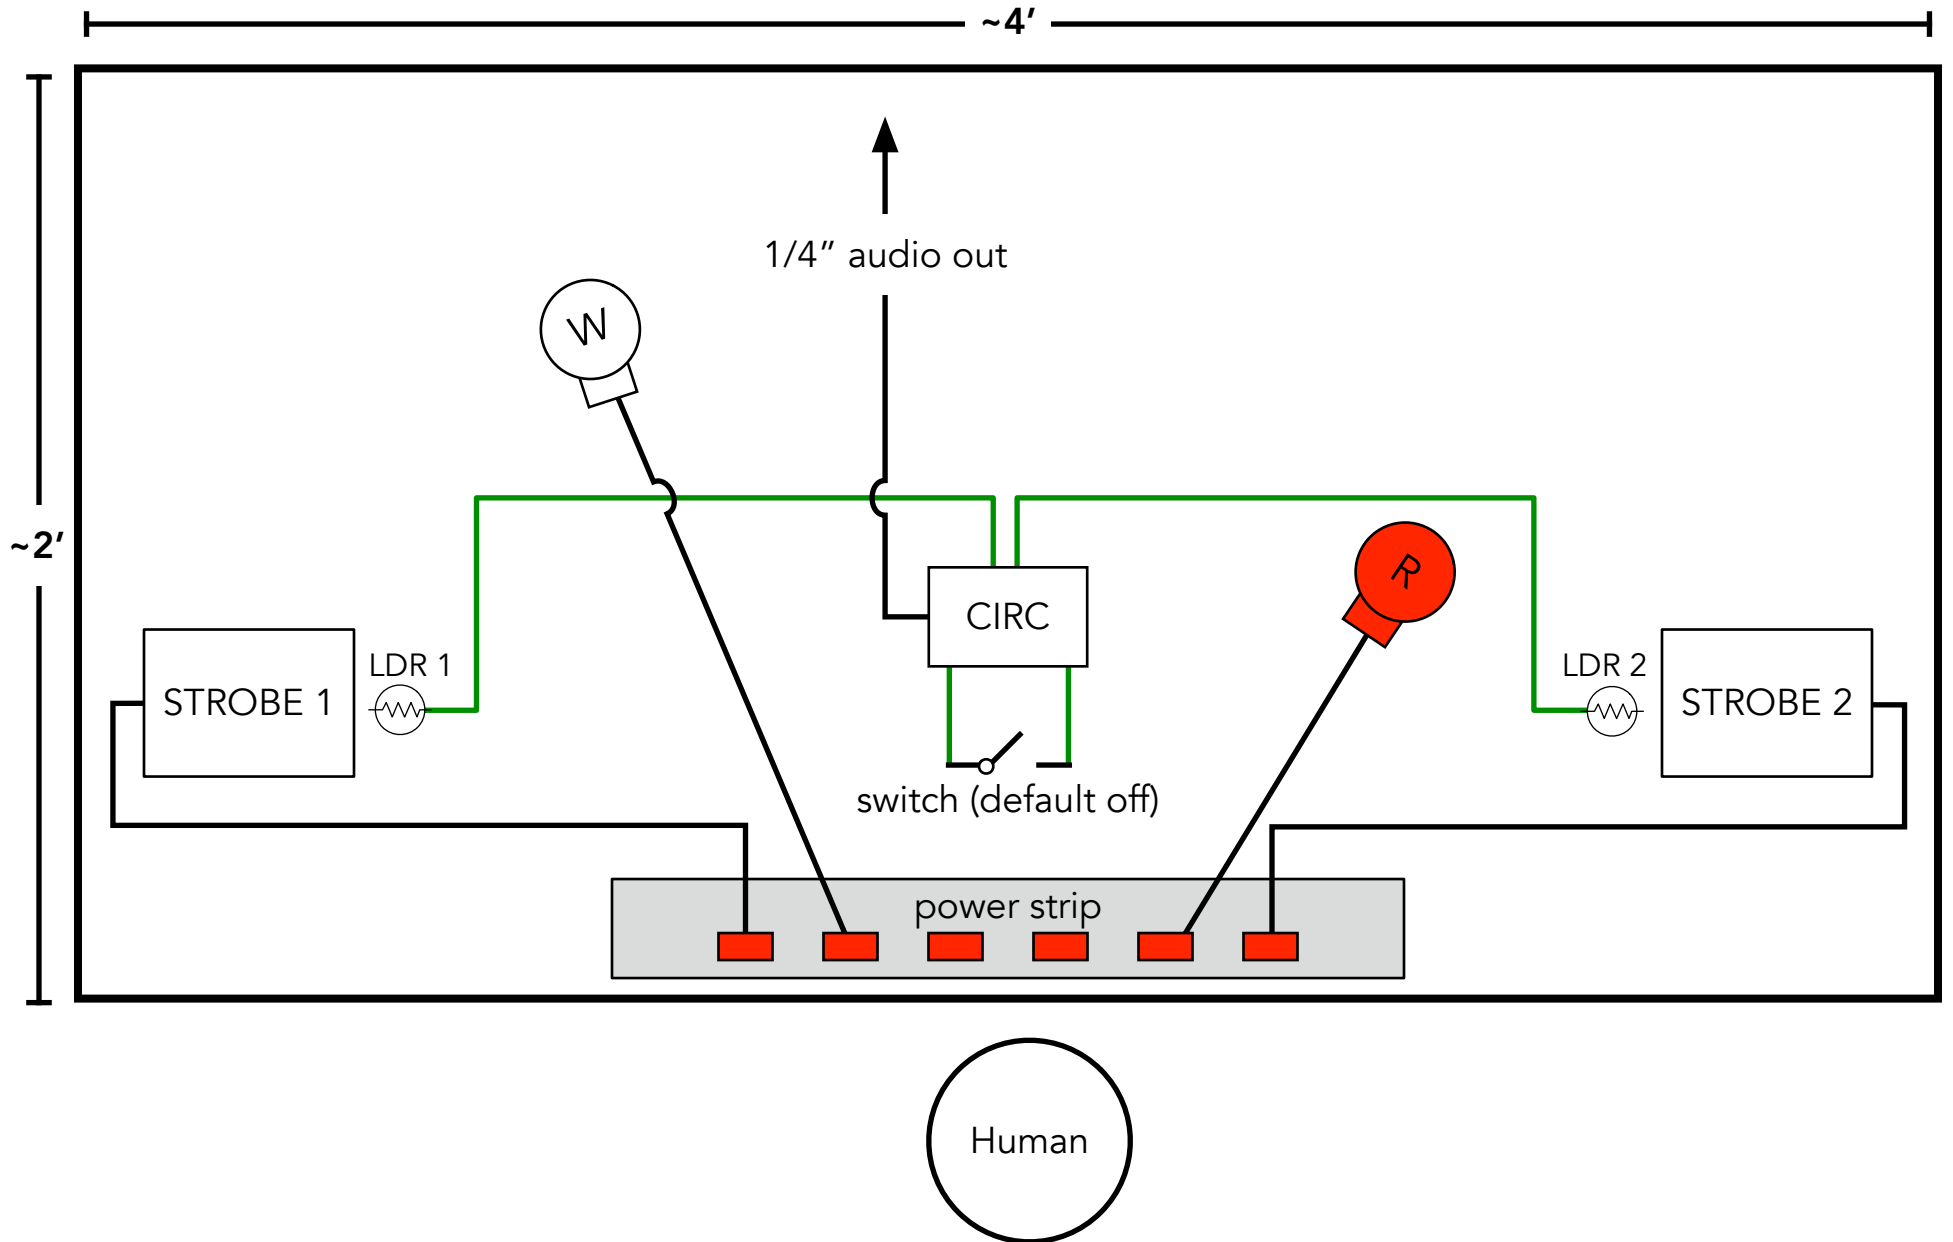 ~4’
1/4” audio out
W
~2’
R
CIRC
LDR 1
LDR 2
STROBE 1
STROBE 2
switch (default off)
power strip
Human